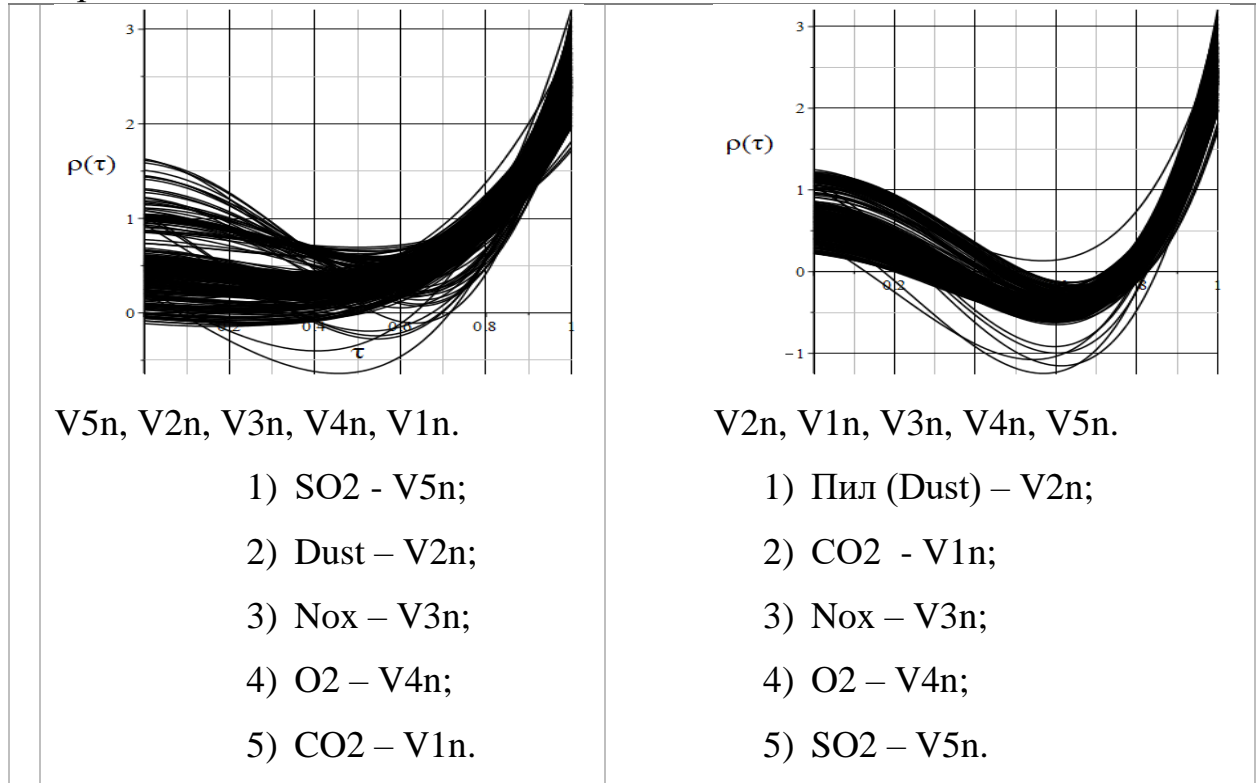 3
2
ρ(τ)
1
0
0.2
0.4
0.6
0.8
1
τ
V5n, V2n, V3n, V4n, V1n.
1) SO2 - V5n;
2) Dust – V2n;
3) Nox – V3n;
4) O2 – V4n;
5) CO2 – V1n.
3
2
ρ(τ)
1
0
0.2
1
−1
V2n, V1n, V3n, V4n, V5n.
1) Пил (Dust) – V2n;
2) CO2 - V1n;
3) Nox – V3n;
4) O2 – V4n;
5) SO2 – V5n.